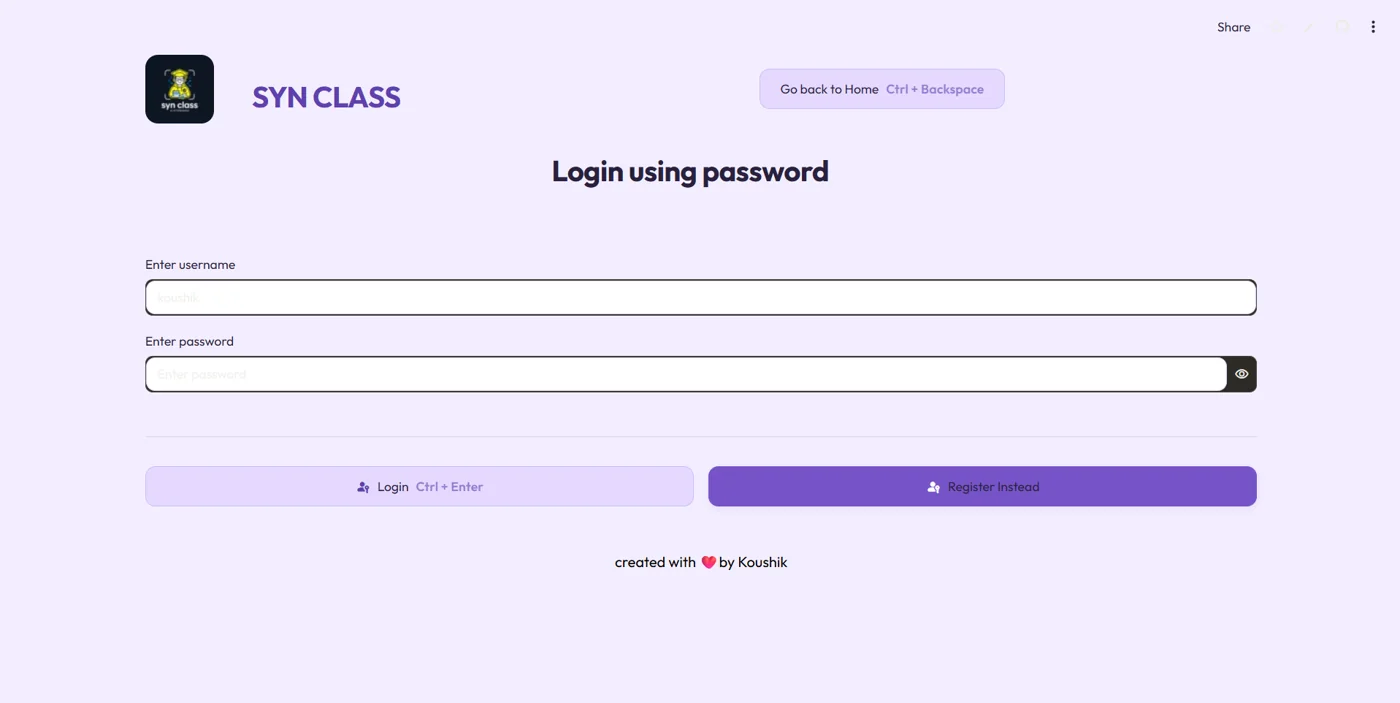 Share
syn class
SYN CLASS
Go back to Home Ctrl + Backspace
Login using password
Enter username
koushik
Enter password
Enter password
Login Ctrl + Enter
Register Instead
created with ❤️ by Koushik